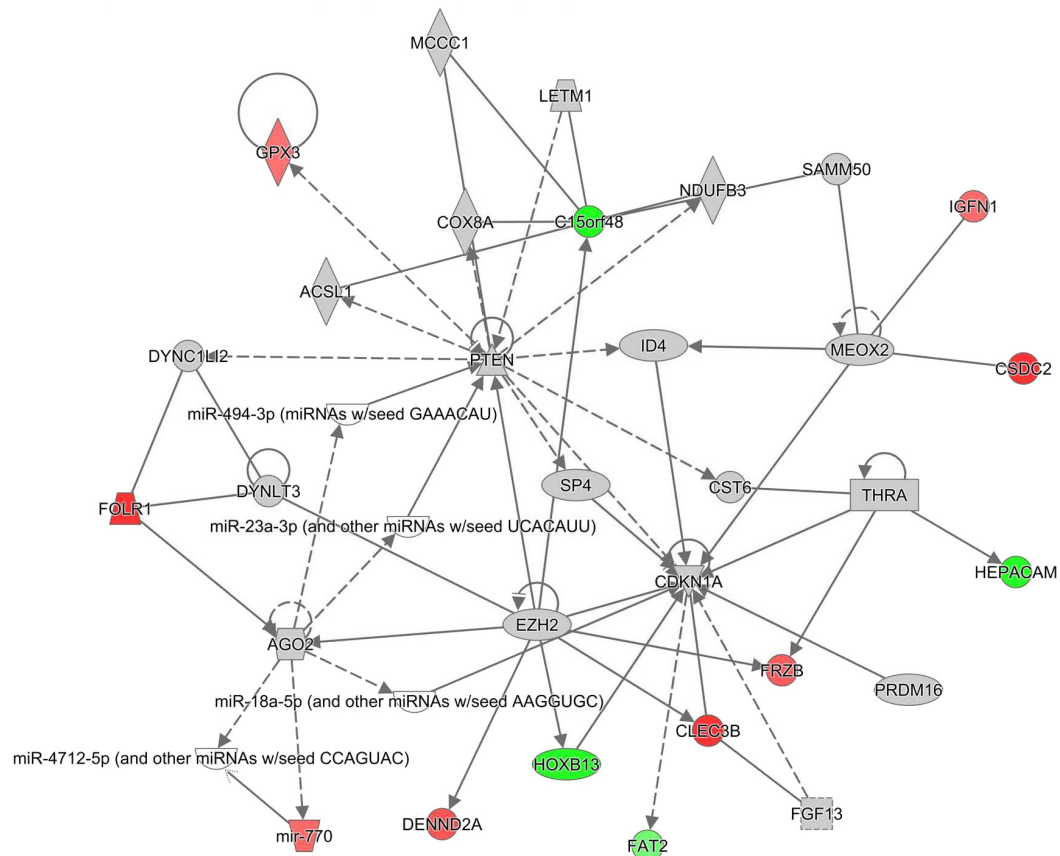 MCCC1
LETM1
GPX3
SAMM50
NDUFB3
IGFN1
COX8A
C15orf48
ACSL1
DYNC1LI2
PTEN
ID4
MEOX2
CSDC2
miR-494-3p (miRNAs w/seed GAAACAU)
DYNLT3
SP4
CST6
THRA
FOLR1
miR-23a-3p (and other miRNAs w/seed UCACAUU)
CDKN1A
HEPACAM
EZH2
AGO2
FRZB
PRDM16
miR-18a-5p (and other miRNAs w/seed AAGGUGC)
CLEC3B
miR-4712-5p (and other miRNAs w/seed CCAGUAC)
HOXB13
FGF13
mir-770
DENND2A
FAT2